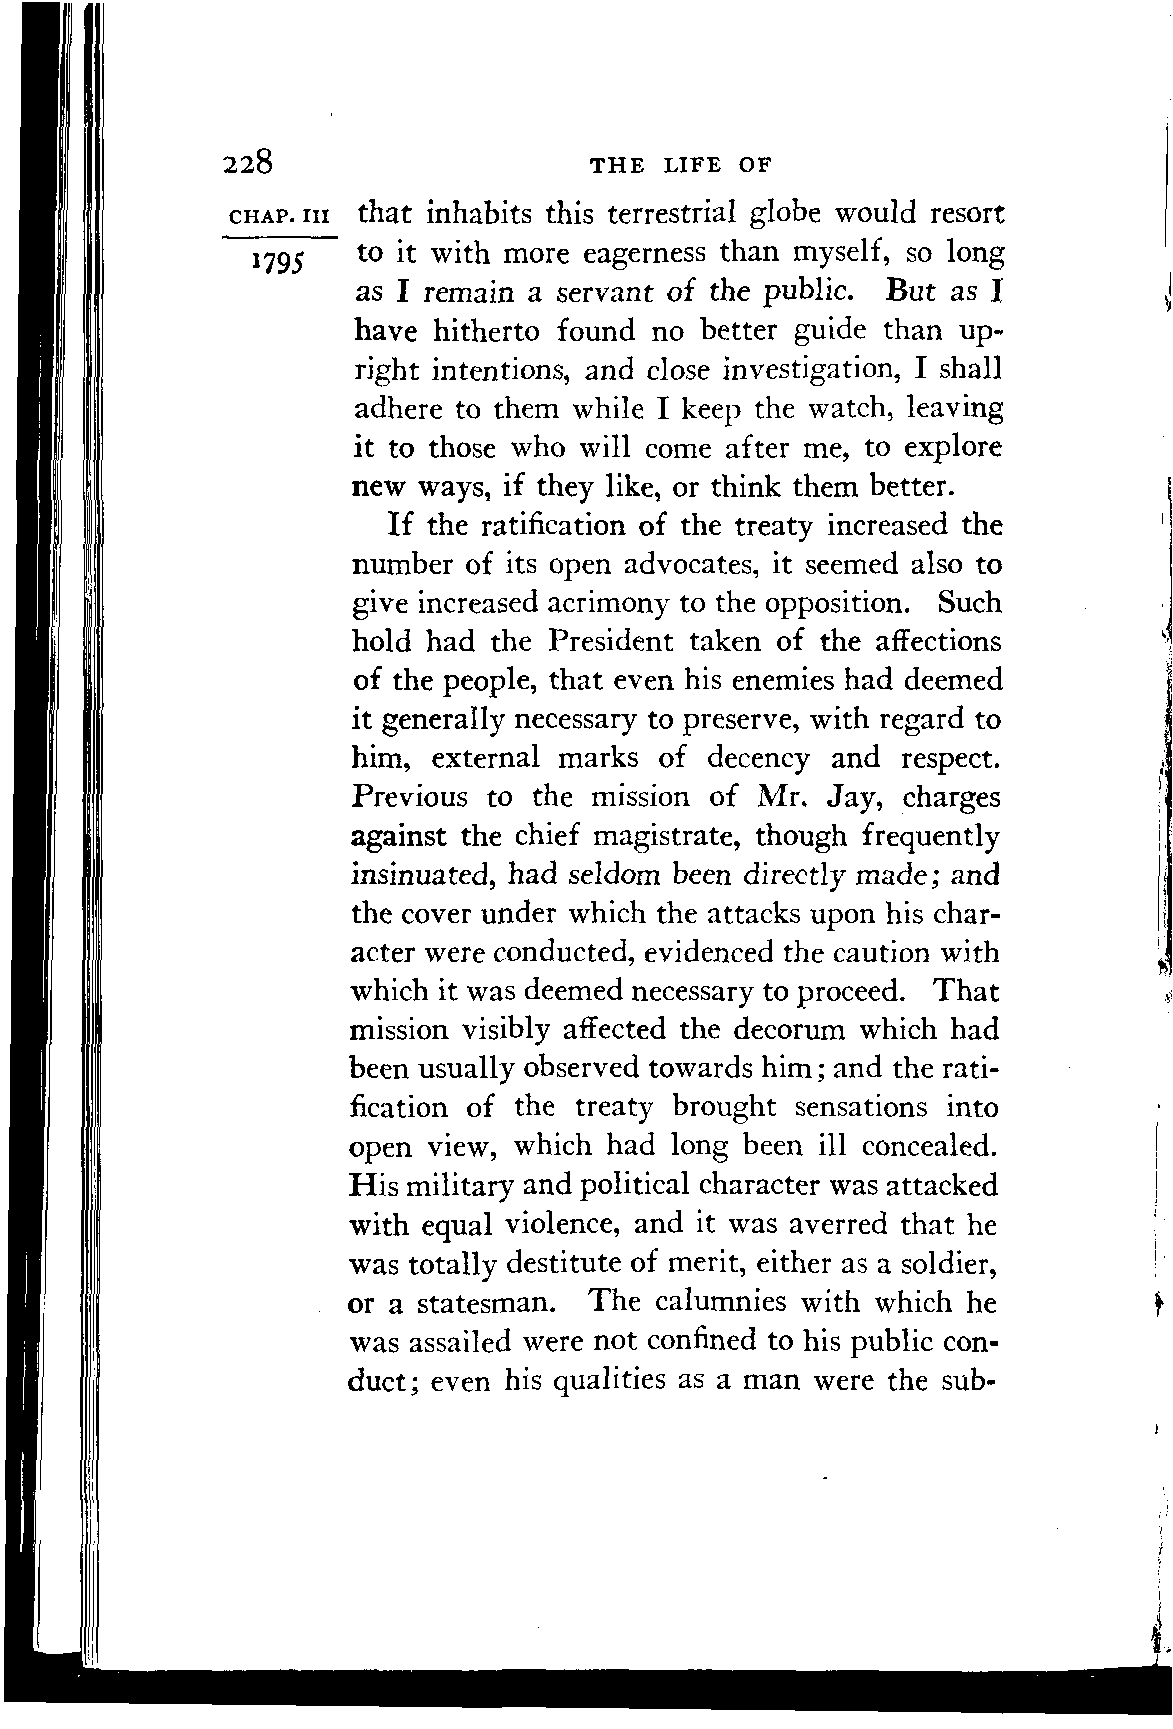 228 THE LIFE OF
CHAP. III
1795
that inhabits this terrestrial globe would resort
to it with more eagerness than myself, so long
as I remain a servant of the public. But as I
have hitherto found no better guide than up-
right intentions, and close investigation, I shall
adhere to them while I keep the watch, leaving
it to those who will come after me, to explore
new ways, if they like, or think them better.
If the ratification of the treaty increased the
number of its open advocates, it seemed also to
give increased acrimony to the opposition. Such
hold had the President taken of the affections
of the people, that even his enemies had deemed
it generally necessary to preserve, with regard to
him, external marks of decency and respect.
Previous to the mission of Mr. Jay, charges
against the chief magistrate, though frequently
insinuated, had seldom been directly made; and
the cover under which the attacks upon his char-
acter were conducted, evidenced the caution with
which it was deemed necessary to proceed. That
mission visibly affected the decorum which had
been usually observed towards him; and the rati-
fication of the treaty brought sensations into
open view, which had long been ill concealed.
His military and political character was attacked
with equal violence, and it was averred that he
was totally destitute of merit, either as a soldier,
or a statesman. The calumnies with which he
was assailed were not confined to his public con-
duct; even his qualities as a man were the sub-